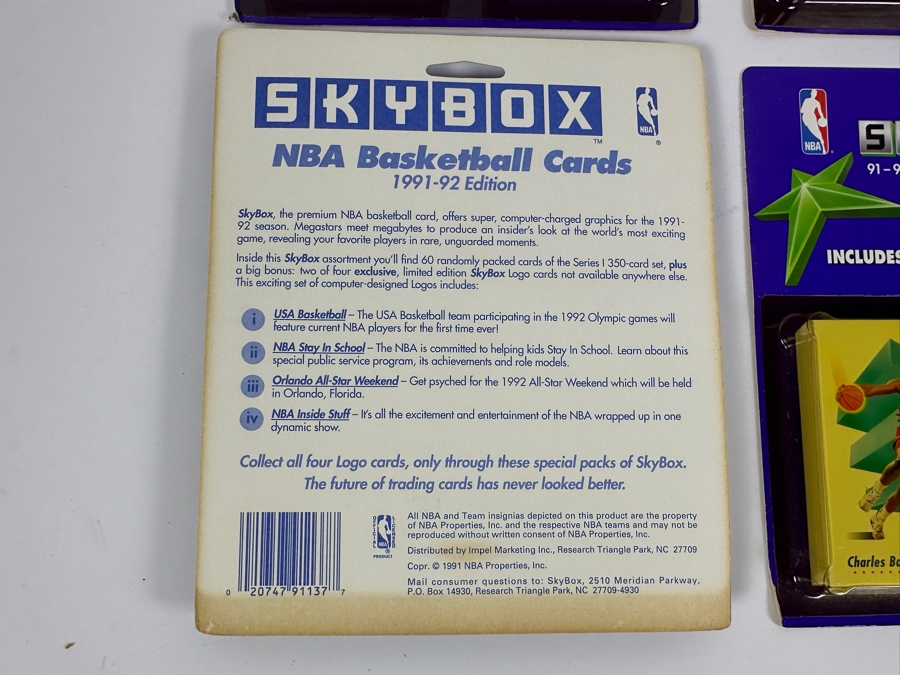 SKYBOX™
NBA ®
NBA Basketball Cards
1991-92 Edition
SkyBox, the premium NBA basketball card, offers super, computer-charged graphics for the 1991-
92 season. Megastars meet megabytes to produce an insider's look at the world's most exciting
game, revealing your favorite players in rare, unguarded moments.
Inside this SkyBox assortment you'll find 60 randomly packed cards of the Series I 350-card set, plus
a big bonus: two of four exclusive, limited edition SkyBox Logo cards not available anywhere else.
This exciting set of computer-designed Logos includes:
i USA Basketball – The USA Basketball team participating in the 1992 Olympic games will
feature current NBA players for the first time ever!
ii NBA Stay In School – The NBA is committed to helping kids Stay In School. Learn about this
special public service program, its achievements and role models.
iii Orlando All-Star Weekend – Get psyched for the 1992 All-Star Weekend which will be held
in Orlando, Florida.
iv NBA Inside Stuff – It's all the excitement and entertainment of the NBA wrapped up in one
dynamic show.
Collect all four Logo cards, only through these special packs of SkyBox.
The future of trading cards has never looked better.
0 20747 91137 7
OFFICIAL NBA LICENSED
PRODUCT
All NBA and Team insignias depicted on this product are the property
of NBA Properties, Inc. and the respective NBA teams and may not be
reproduced without written consent of NBA Properties, Inc.
Distributed by Impel Marketing Inc., Research Triangle Park, NC 27709
Copr. © 1991 NBA Properties, Inc.
Mail consumer questions to: SkyBox, 2510 Meridian Parkway,
P.O. Box 14930, Research Triangle Park, NC 27709-4930
NBA
S
91-9
INCLUDES
Charles Ba